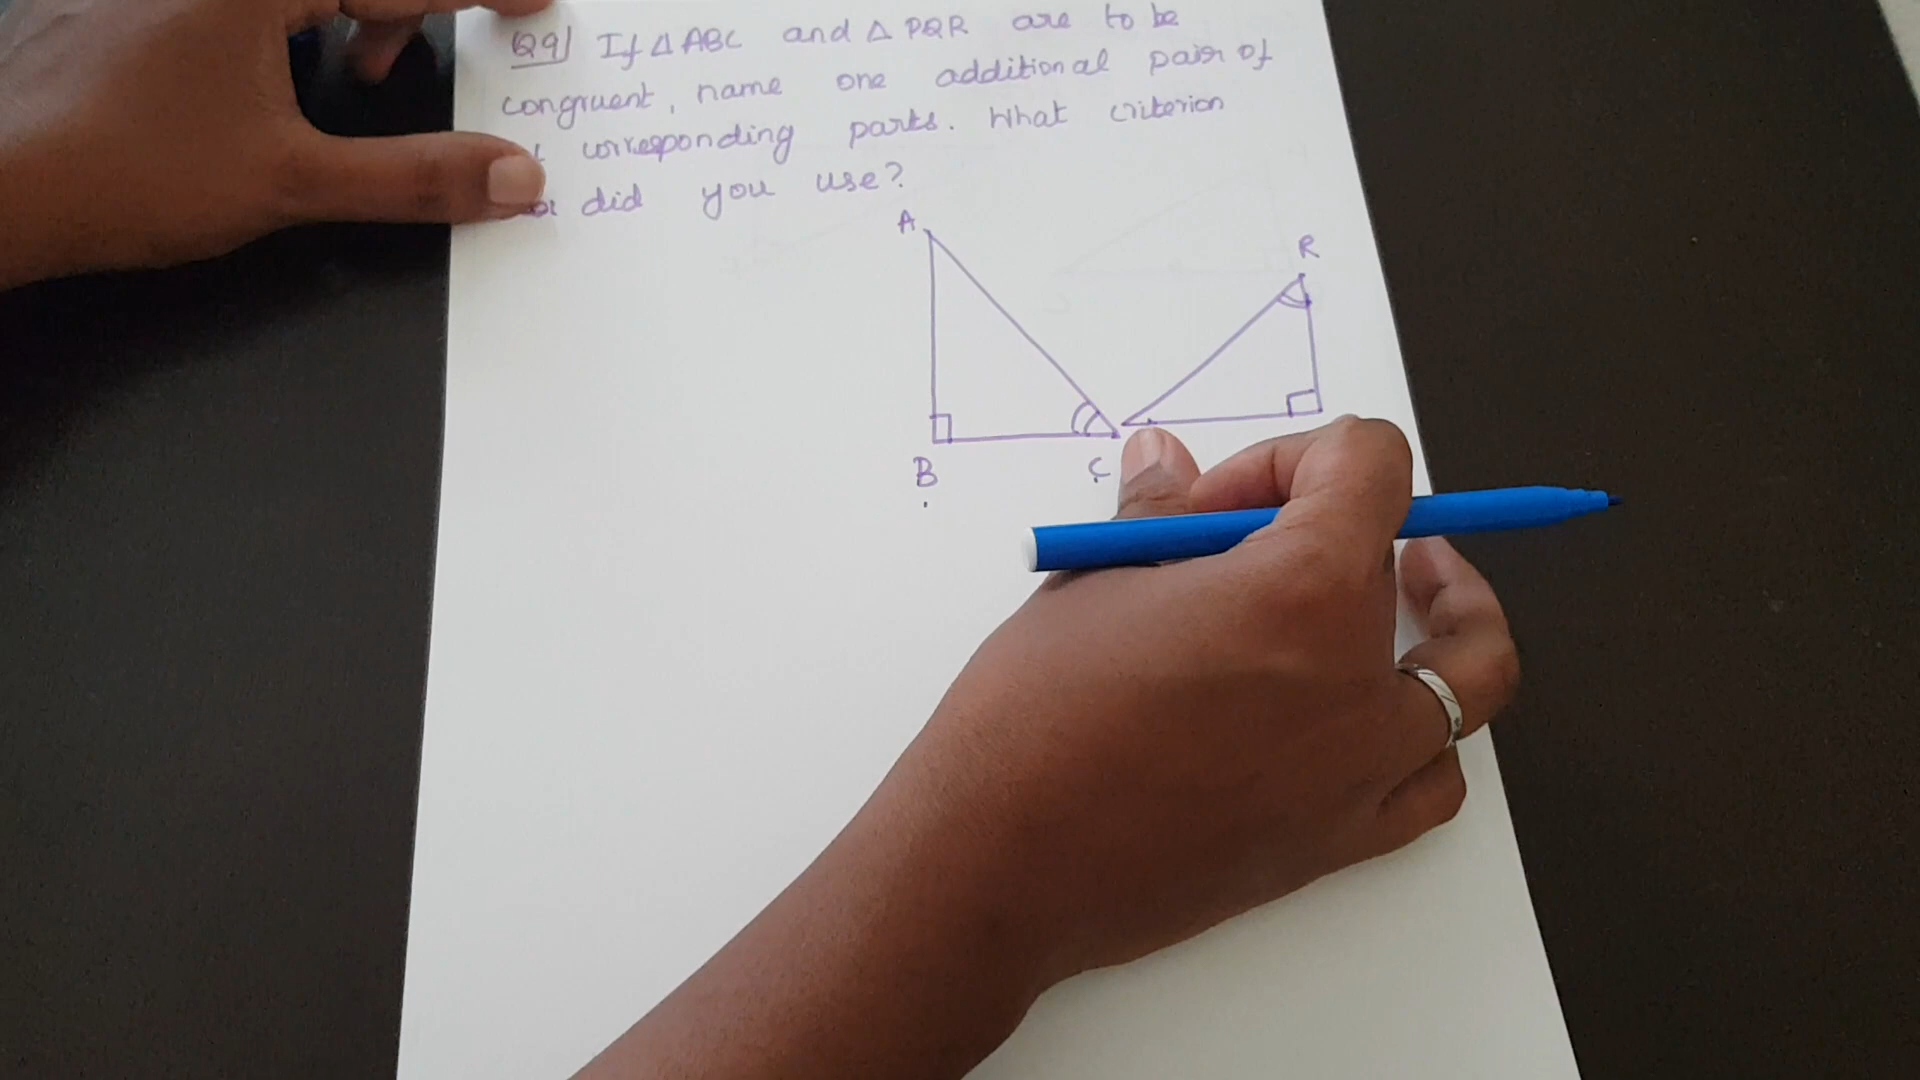 Q9) If △ ABC and △ PQR are to be
congruent, name one additional pair of
corresponding parts. What criterion
did you use?
A
R
B
C